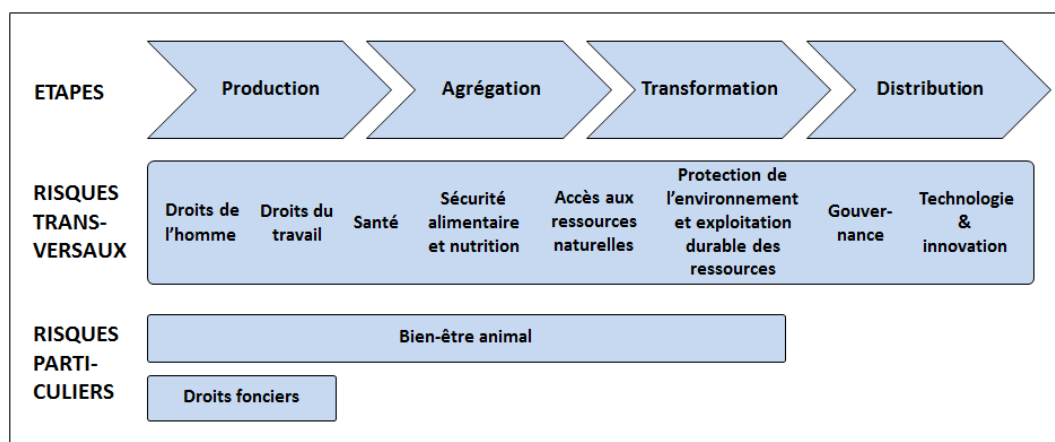 ETAPES
Production
Agrégation
Transformation
Distribution
RISQUES
TRANS-
VERSAUX
Droits de
l’homme
Droits du
travail
Santé
Sécurité
alimentaire
et nutrition
Accès aux
ressources
naturelles
Protection de
l’environnement
et exploitation
durable des
ressources
Gouver-
nance
Technologie
&
innovation
RISQUES
PARTI-
CULIERS
Bien-être animal
Droits fonciers